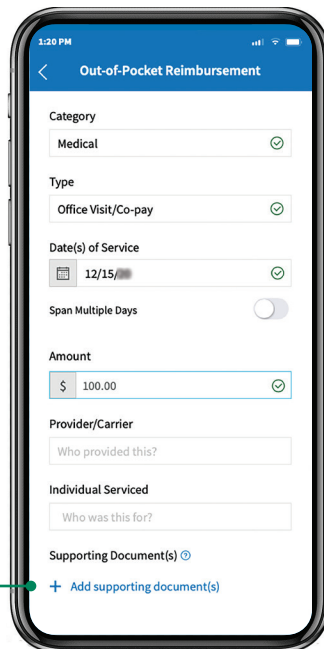 1:20 PM
Out-of-Pocket Reimbursement
Category
Medical
Type
Office Visit/Co-pay
Date(s) of Service
12/15/
Span Multiple Days
Amount
$ 100.00
Provider/Carrier
Who provided this?
Individual Serviced
Who was this for?
Supporting Document(s) ?
+ Add supporting document(s)